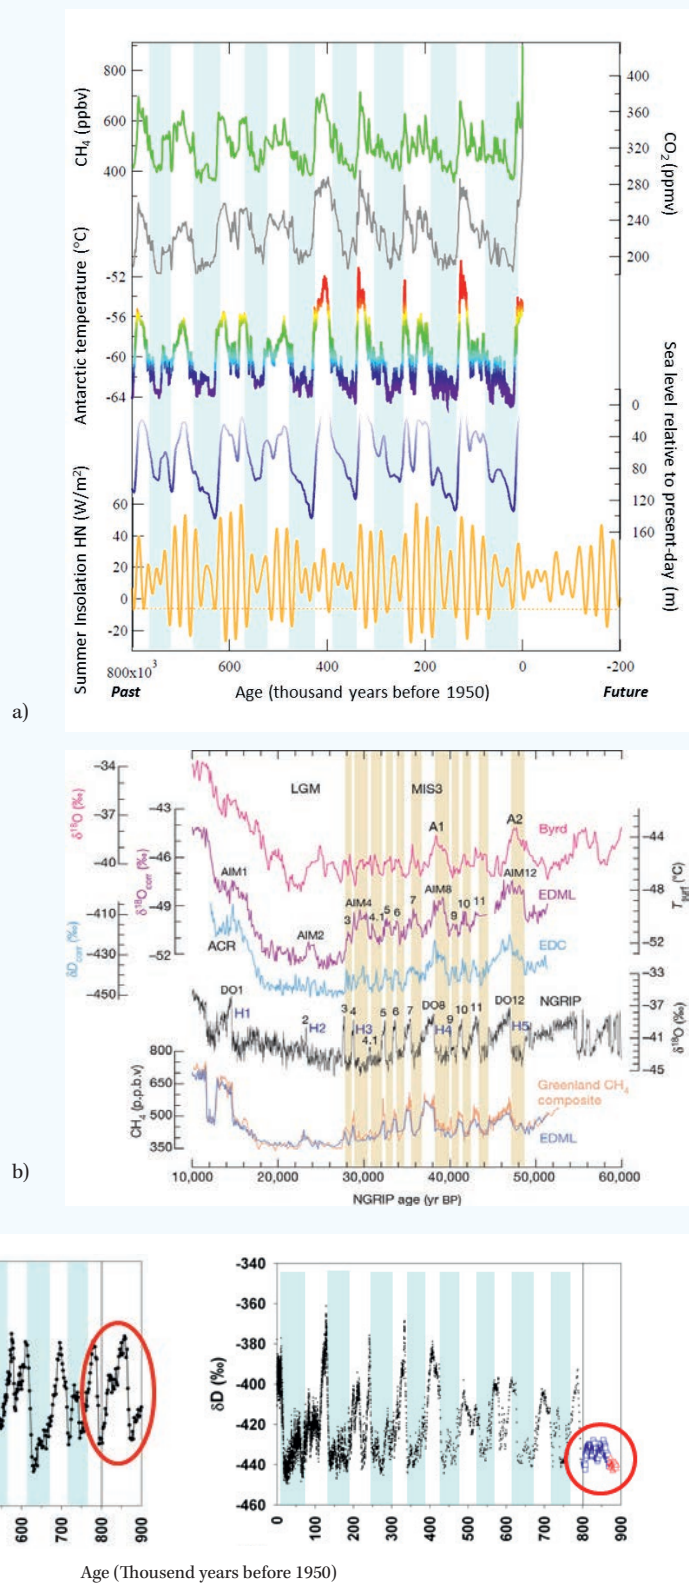 CH4 (ppbv)
800
600
400
400
360
320
280
240
200
CO2 (ppmv)
Antarctic temperature (°C)
-52
-56
-60
-64
0
40
80
120
160
Sea level relative to present-day (m)
Summer Insolation HN (W/m²)
60
40
20
0
-20
800x10³ 600 400 200 0 -200
Past Age (thousand years before 1950) Future
a)
δ18O (‰)
−34
−37
−40
LGM MIS3
A1 A2
Byrd
δ18Ocorr (‰)
−43
−46
−49
−52
AIM1 AIM2 3 AIM4 4.1 5 6 7 AIM8 9 10 11 AIM12
EDML
−44
−48
−52
δDcorr (‰)
−410
−430
−450
ACR
EDC
DO1 2 3 4 4.1 5 6 7 DO8 9 10 11 DO12 NGRIP
H1 H2 H3 H4 H5
−33
−37
−39
−41
−43
−45
δ18O (‰)
CH4 (p.p.b.v)
800
650
500
350
Greenland CH4
composite
EDML
10,000 20,000 30,000 40,000 50,000 60,000
NGRIP age (yr BP)
b)
600 700 800 900
δD (‰)
-340
-360
-380
-400
-420
-440
-460
0 100 200 300 400 500 600 700 800 900
Age (Thousend years before 1950)